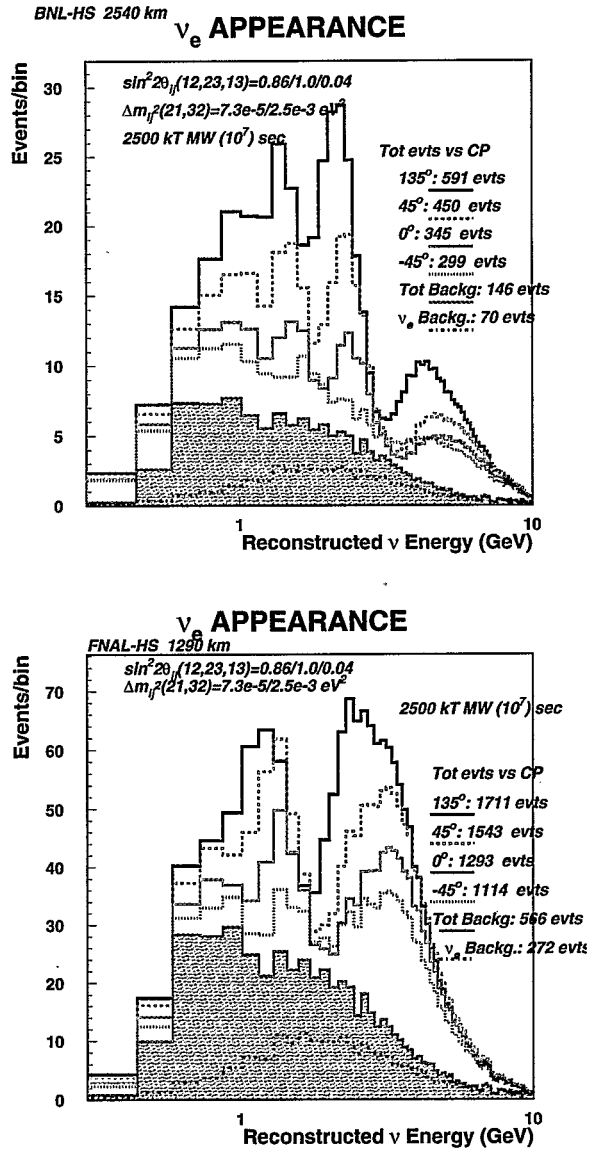 BNL-HS 2540 km
νe APPEARANCE
Events/bin
sin²2θij(12,23,13)=0.86/1.0/0.04
Δmij²(21,32)=7.3e-5/2.5e-3 eV²
2500 kT MW (10⁷) sec
Tot evts vs CP
135°: 591 evts
45°: 450 evts
0°: 345 evts
-45°: 299 evts
Tot Backg: 146 evts
νe Backg.: 70 evts
30
25
20
15
10
5
0
1
10
Reconstructed ν Energy (GeV)
νe APPEARANCE
FNAL-HS 1290 km
Events/bin
sin²2θij(12,23,13)=0.86/1.0/0.04
Δmij²(21,32)=7.3e-5/2.5e-3 eV²
2500 kT MW (10⁷) sec
Tot evts vs CP
135°: 1711 evts
45°: 1543 evts
0°: 1293 evts
-45°: 1114 evts
Tot Backg: 566 evts
νe Backg.: 272 evts
70
60
50
40
30
20
10
0
1
10
Reconstructed ν Energy (GeV)